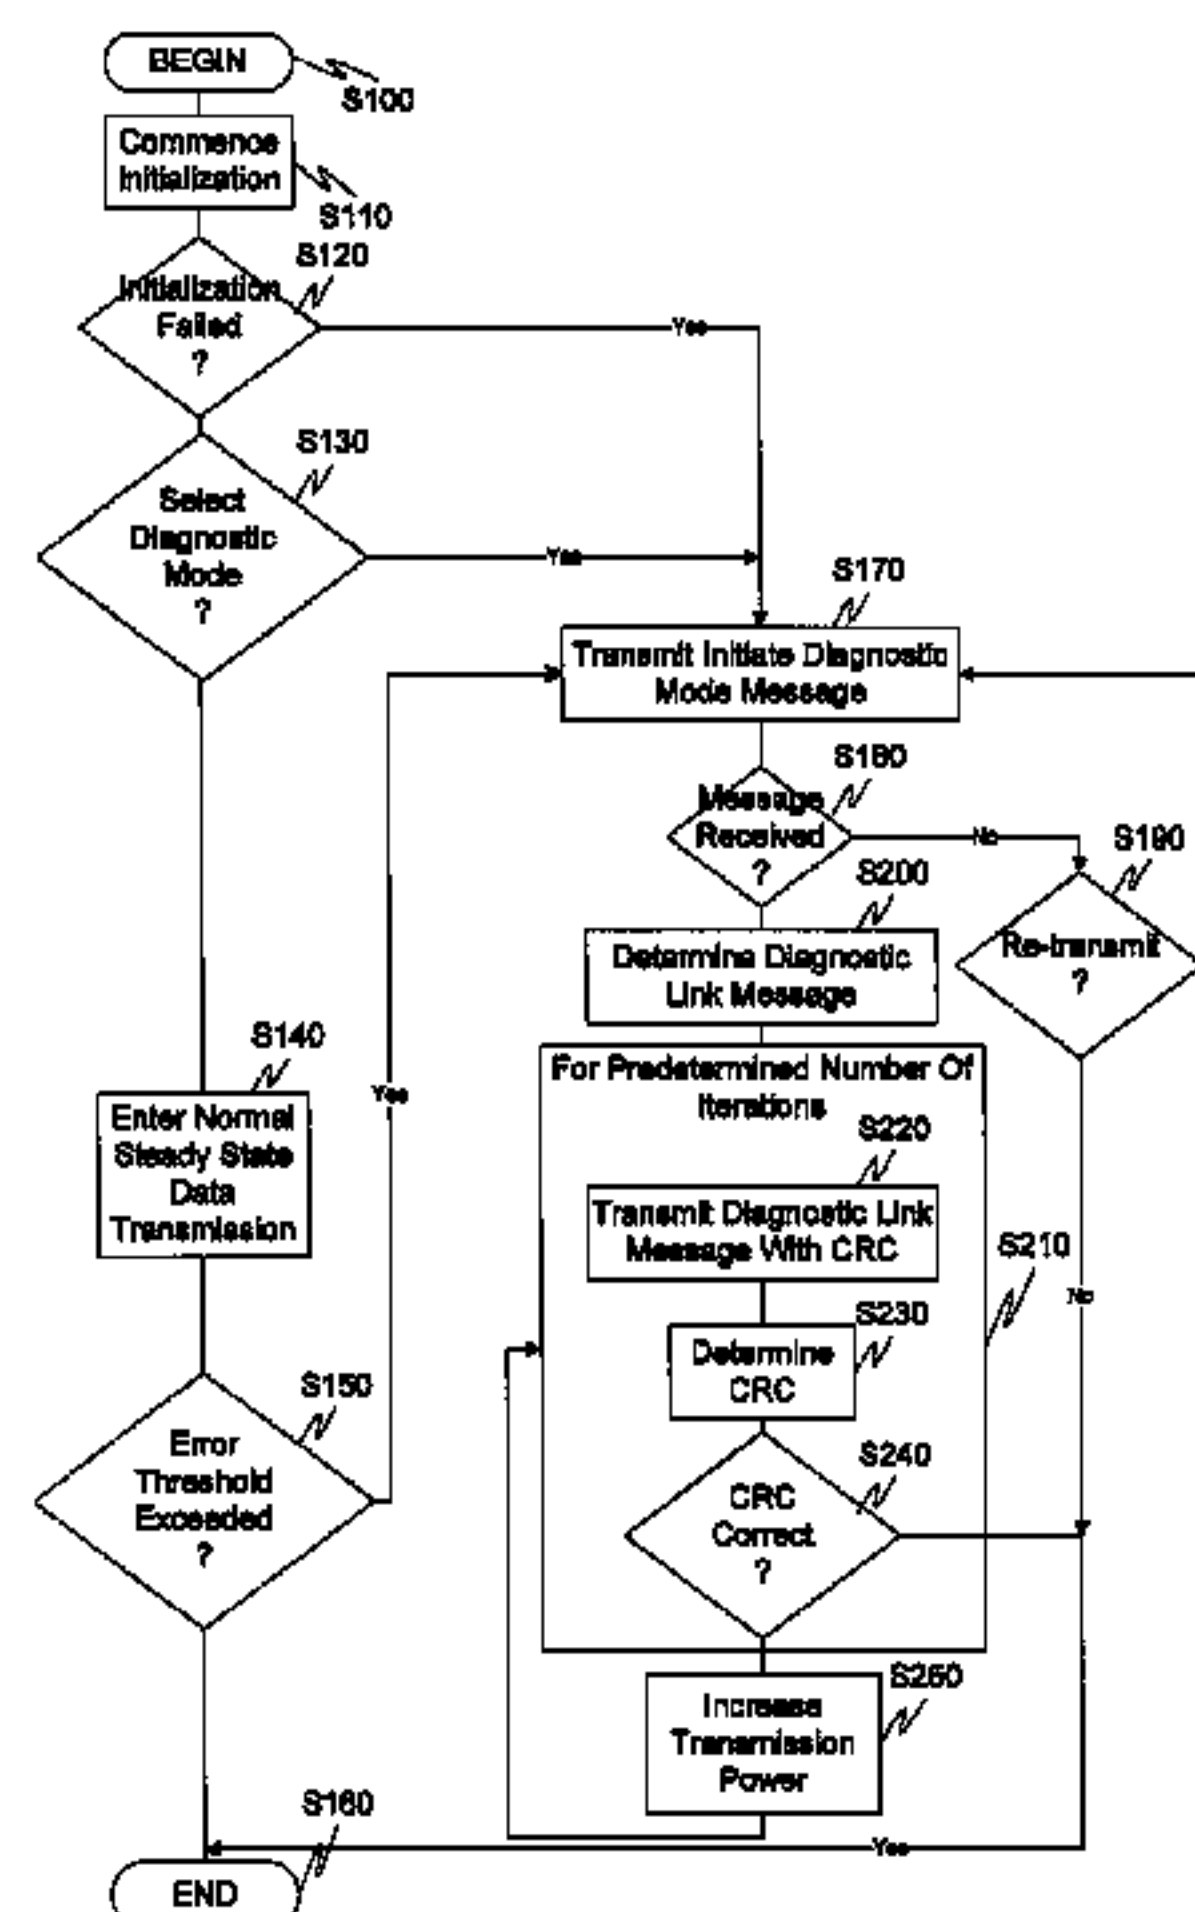 BEGIN
S100
Commence
Initialization
S110
S120
Initialization
Failed
?
Yes
S130
Select
Diagnostic
Mode
?
Yes
S170
Transmit Initiate Diagnostic
Mode Message
S180
Message
Received
?
No
S190
Re-transmit
?
S200
Determine Diagnostic
Link Message
S140
Enter Normal
Steady State
Data
Transmission
Yes
For Predetermined Number Of
Iterations
S220
Transmit Diagnostic Link
Message With CRC
S210
No
S230
Determine
CRC
S150
Error
Threshold
Exceeded
?
S240
CRC
Correct
?
S250
Increase
Transmission
Power
S160
Yes
END